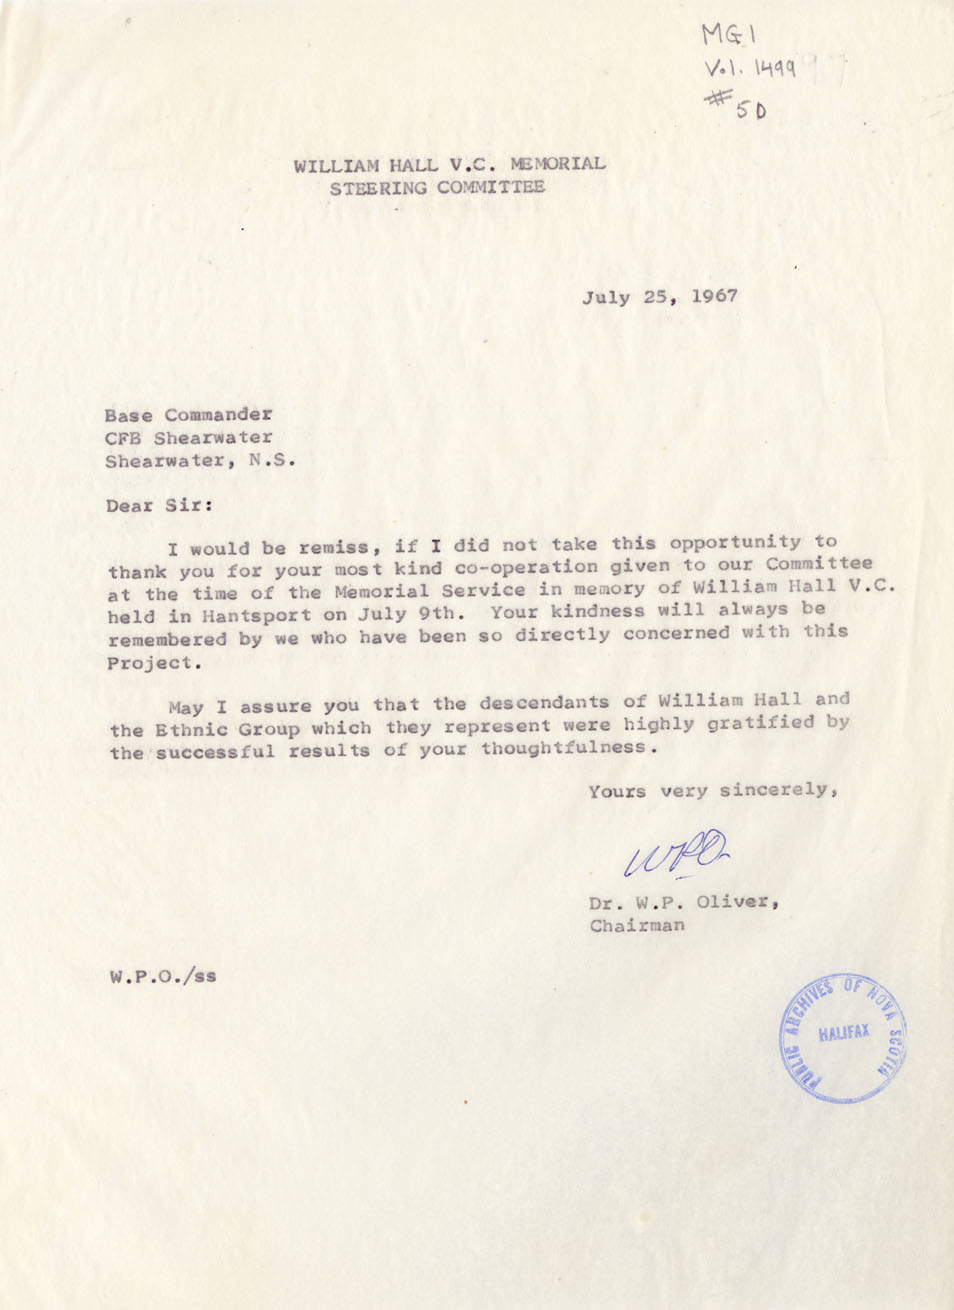 MG1
Vol. 1499
# 50
WILLIAM HALL V.C. MEMORIAL
STEERING COMMITTEE
July 25, 1967
Base Commander
CFB Shearwater
Shearwater, N.S.
Dear Sir:
I would be remiss, if I did not take this opportunity to
thank you for your most kind co-operation given to our Committee
at the time of the Memorial Service in memory of William Hall V.C.
held in Hantsport on July 9th. Your kindness will always be
remembered by we who have been so directly concerned with this
Project.
May I assure you that the descendants of William Hall and
the Ethnic Group which they represent were highly gratified by
the successful results of your thoughtfulness.
Yours very sincerely,
WPO
Dr. W.P. Oliver,
Chairman
W.P.O./ss
PUBLIC ARCHIVES OF NOVA SCOTIA
HALIFAX